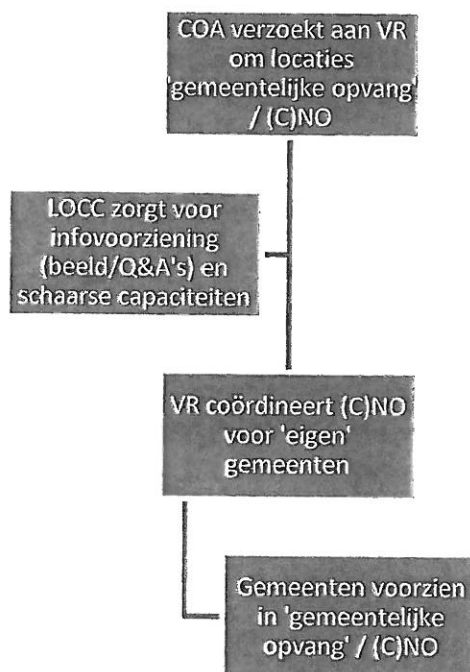 COA verzoekt aan VR
om locaties
'gemeentelijke opvang'
/ (C)NO
LOCC zorgt voor
infovoorziening
(beeld/Q&A's) en
schaarse capaciteiten
VR coördineert (C)NO
voor 'eigen'
gemeenten
Gemeenten voorzien
in 'gemeentelijke
opvang' / (C)NO